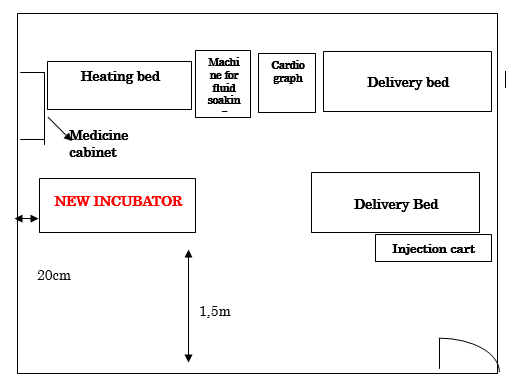 Heating bed
Machi
ne for
fluid
soakin
Cardio
graph
Delivery bed
Medicine
cabinet
NEW INCUBATOR
Delivery Bed
Injection cart
20cm
1,5m